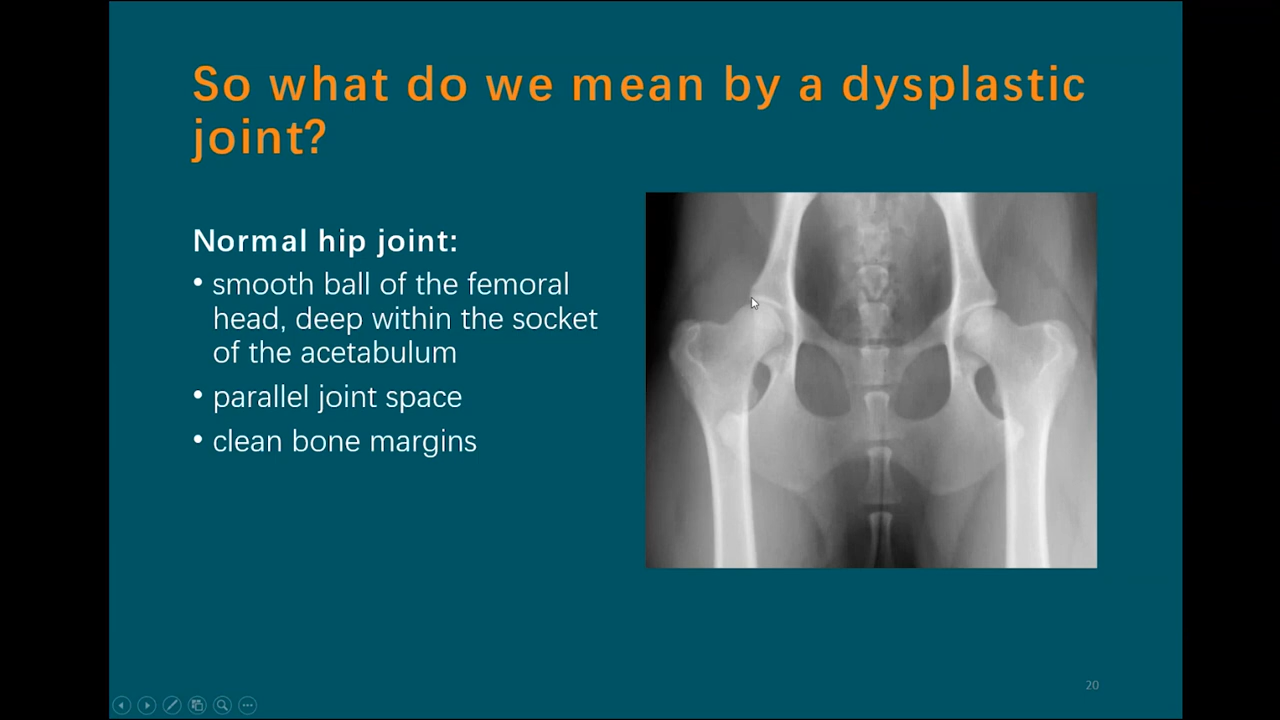 So what do we mean by a dysplastic
joint?
Normal hip joint:
• smooth ball of the femoral
head, deep within the socket
of the acetabulum
• parallel joint space
• clean bone margins
20